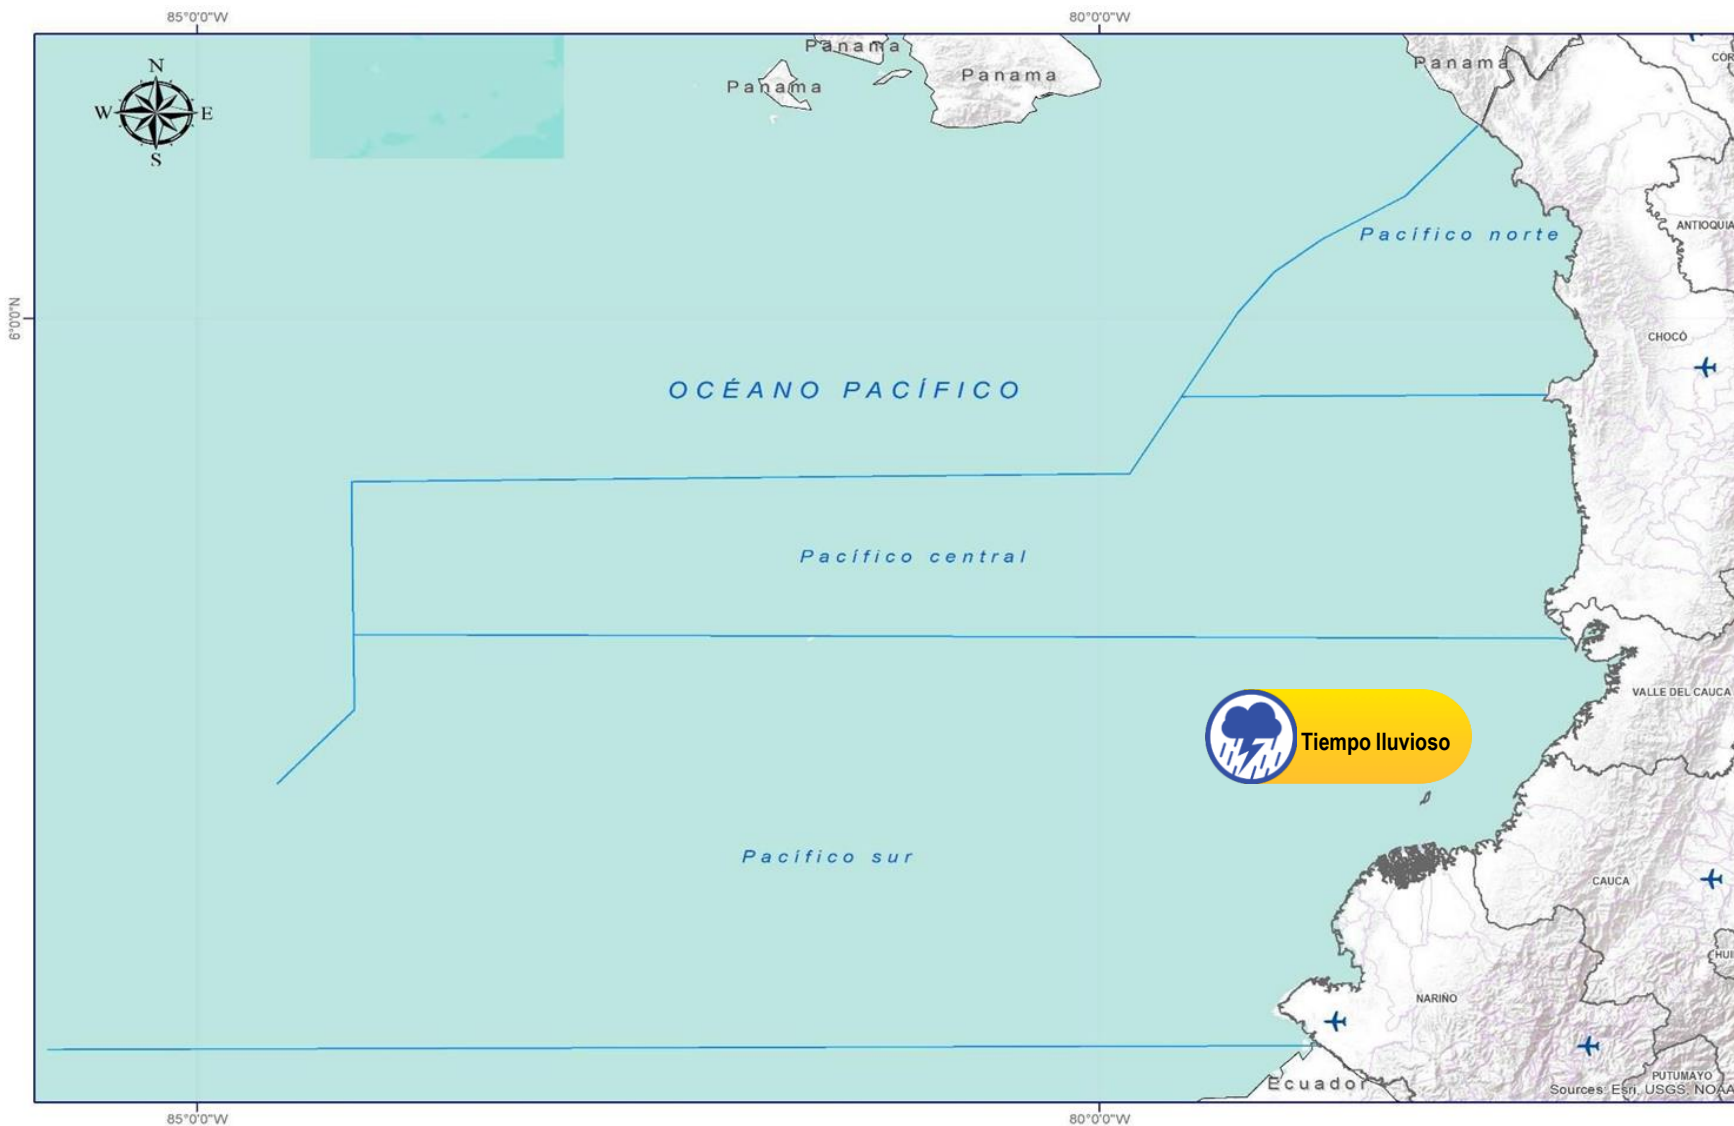 85°0'0"W
80°0'0"W
N
W
E
S
Panama
Panama
Panama
Panama
CÓR
ANTIOQUIA
Pacífico norte
6°0'0"N
CHOCÓ
OCÉANO PACÍFICO
Pacífico central
VALLE DEL CAUCA
Tiempo lluvioso
Pacífico sur
CAUCA
HUI
NARIÑO
PUTUMAYO
Ecuador
Sources: Esri, USGS, NOAA
85°0'0"W
80°0'0"W